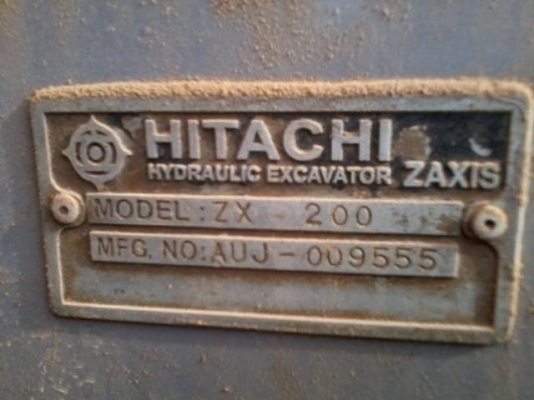 HITACHI
HYDRAULIC EXCAVATOR ZAXIS
MODEL: ZX - 200
MFG. NO: AUJ - 009555